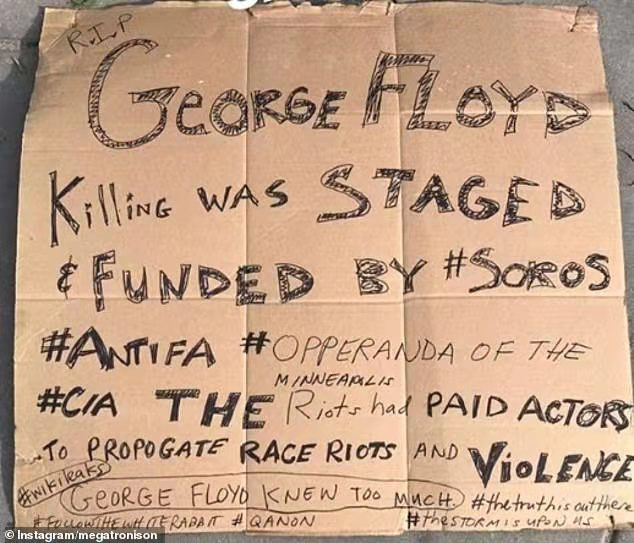 R.I.P
GEORGE FLOYD
Killing WAS STAGED
& FUNDED BY #SOROS
#ANTIFA #OPPERANDA OF THE
MINNEAPALIS
#CIA THE Riots had PAID ACTORS
TO PROPOGATE RACE RIOTS AND VIOLENCE
#wikileaks
GEORGE FLOYD KNEW TOO MUCH. #thetruthisoutthere
#FOLLOWTHEWHITERABBIT #QANON #theSTORMISUPONUS
© Instagram/megatronison